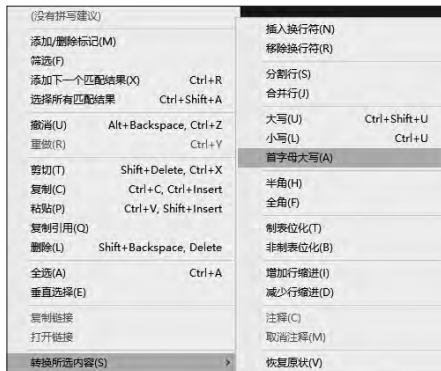 (没有拼写建议)
添加/删除标记(M)
筛选(F)
添加下一个匹配结果(X) Ctrl+R
选择所有匹配结果 Ctrl+Shift+A
撤消(U) Alt+Backspace, Ctrl+Z
重做(R) Ctrl+Y
剪切(T) Shift+Delete, Ctrl+X
复制(C) Ctrl+C, Ctrl+Insert
粘贴(P) Ctrl+V, Shift+Insert
复制引用(Q)
删除(L) Shift+Backspace, Delete
全选(A) Ctrl+A
垂直选择(E)
复制链接
打开链接
转换所选内容(S)
插入换行符(N)
移除换行符(R)
分割行(S)
合并行(J)
大写(U) Ctrl+Shift+U
小写(L) Ctrl+U
首字母大写(A)
半角(H)
全角(F)
制表位化(T)
非制表位化(B)
增加行缩进(I)
减少行缩进(D)
注释(C)
取消注释(M)
恢复原状(V)